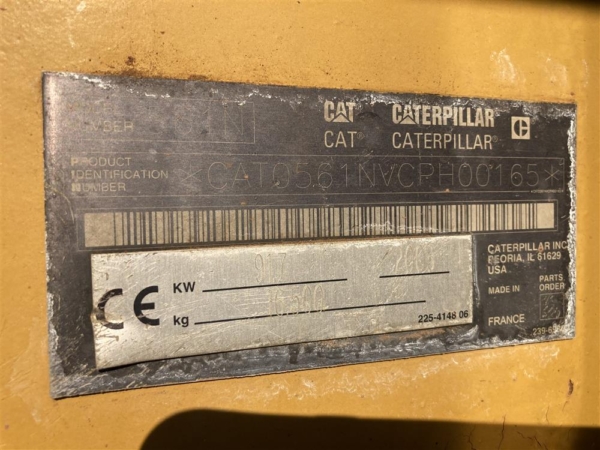 CAT CATERPILLAR
CAT CATERPILLAR
PRODUCT
IDENTIFICATION
NUMBER
*CAT0561NVCPH00165*
CATERPILLAR INC
PEORIA, IL 61629
USA
MADE IN
FRANCE
PARTS
ORDER
CE
KW
kg
225-4148 06